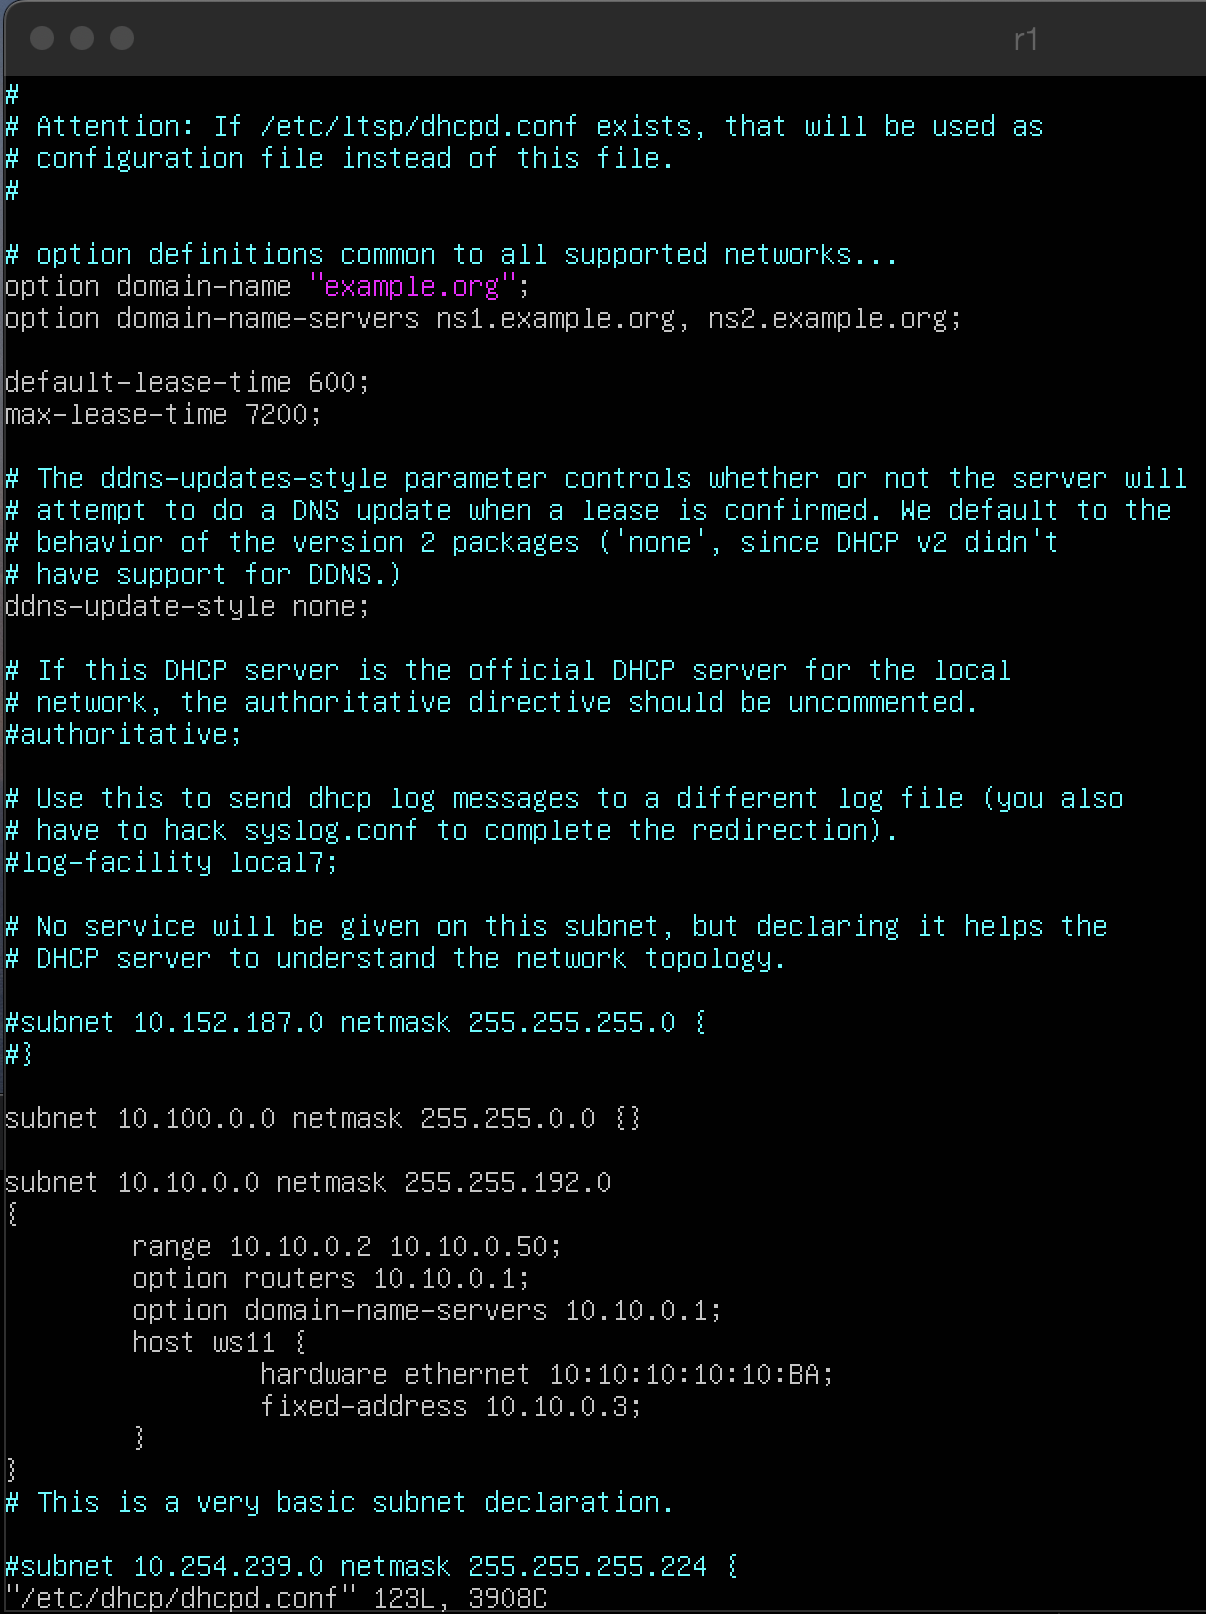 r1
#
# Attention: If /etc/ltsp/dhcpd.conf exists, that will be used as
# configuration file instead of this file.
#
# option definitions common to all supported networks...
option domain-name "example.org";
option domain-name-servers ns1.example.org, ns2.example.org;
default-lease-time 600;
max-lease-time 7200;
# The ddns-updates-style parameter controls whether or not the server will
# attempt to do a DNS update when a lease is confirmed. We default to the
# behavior of the version 2 packages ('none', since DHCP v2 didn't
# have support for DDNS.)
ddns-update-style none;
# If this DHCP server is the official DHCP server for the local
# network, the authoritative directive should be uncommented.
#authoritative;
# Use this to send dhcp log messages to a different log file (you also
# have to hack syslog.conf to complete the redirection).
#log-facility local7;
# No service will be given on this subnet, but declaring it helps the
# DHCP server to understand the network topology.
#subnet 10.152.187.0 netmask 255.255.255.0 {
#}
subnet 10.100.0.0 netmask 255.255.0.0 {}
subnet 10.10.0.0 netmask 255.255.192.0
{
range 10.10.0.2 10.10.0.50;
option routers 10.10.0.1;
option domain-name-servers 10.10.0.1;
host ws11 {
hardware ethernet 10:10:10:10:10:BA;
fixed-address 10.10.0.3;
}
}
# This is a very basic subnet declaration.
#subnet 10.254.239.0 netmask 255.255.255.224 {
"/etc/dhcp/dhcpd.conf" 123L, 3908C